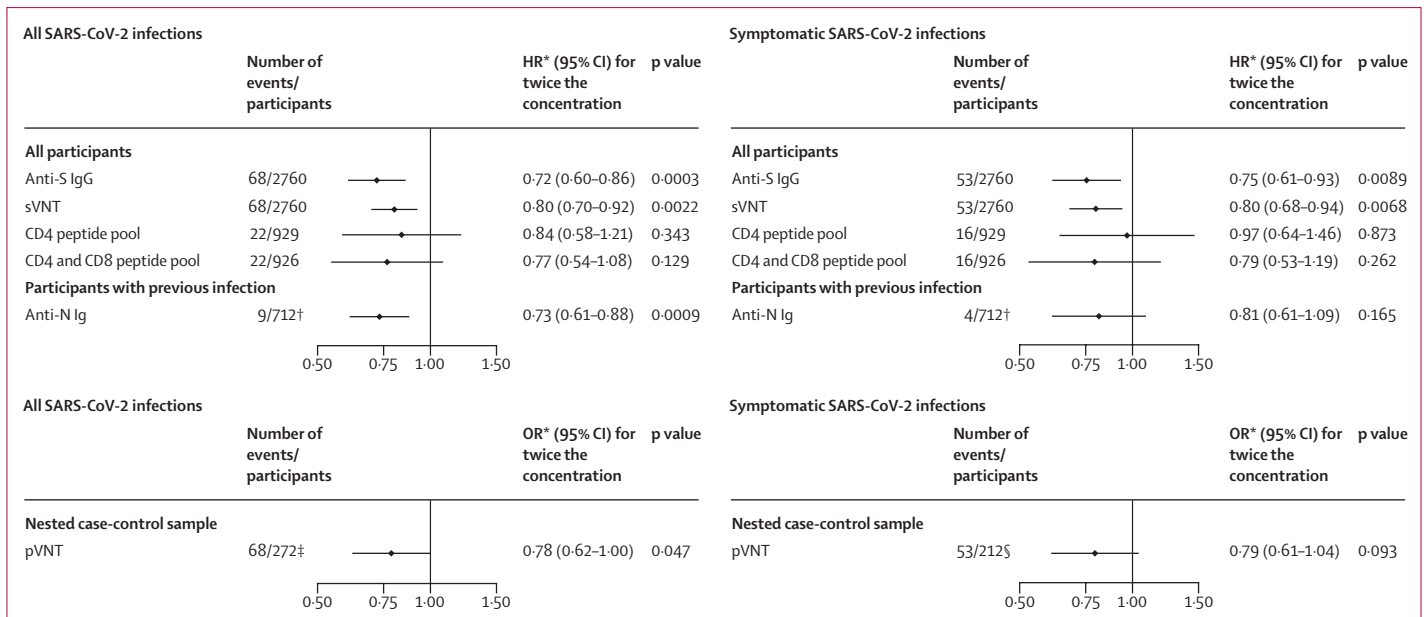 All SARS-CoV-2 infections
Number of events/ participants
HR* (95% CI) for twice the concentration
p value
All participants
Anti-S IgG 68/2760 0·72 (0·60–0·86) 0·0003
sVNT 68/2760 0·80 (0·70–0·92) 0·0022
CD4 peptide pool 22/929 0·84 (0·58–1·21) 0·343
CD4 and CD8 peptide pool 22/926 0·77 (0·54–1·08) 0·129
Participants with previous infection
Anti-N Ig 9/712† 0·73 (0·61–0·88) 0·0009
0·50 0·75 1·00 1·50
Symptomatic SARS-CoV-2 infections
Number of events/ participants
HR* (95% CI) for twice the concentration
p value
All participants
Anti-S IgG 53/2760 0·75 (0·61–0·93) 0·0089
sVNT 53/2760 0·80 (0·68–0·94) 0·0068
CD4 peptide pool 16/929 0·97 (0·64–1·46) 0·873
CD4 and CD8 peptide pool 16/926 0·79 (0·53–1·19) 0·262
Participants with previous infection
Anti-N Ig 4/712† 0·81 (0·61–1·09) 0·165
0·50 0·75 1·00 1·50
All SARS-CoV-2 infections
Number of events/ participants
OR* (95% CI) for twice the concentration
p value
Nested case-control sample
pVNT 68/272‡ 0·78 (0·62–1·00) 0·047
0·50 0·75 1·00 1·50
Symptomatic SARS-CoV-2 infections
Number of events/ participants
OR* (95% CI) for twice the concentration
p value
Nested case-control sample
pVNT 53/212§ 0·79 (0·61–1·04) 0·093
0·50 0·75 1·00 1·50